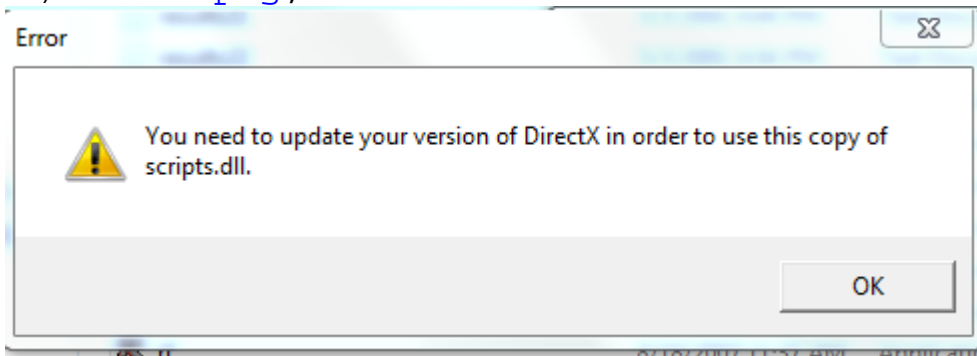 Error
You need to update your version of DirectX in order to use this copy of
scripts.dll.
OK